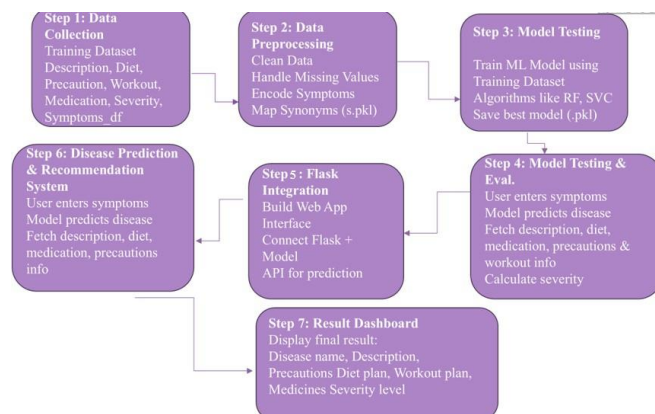 Step 1: Data
Collection
Training Dataset
Description, Diet,
Precaution, Workout,
Medication, Severity,
Symptoms_df
Step 2: Data
Preprocessing
Clean Data
Handle Missing Values
Encode Symptoms
Map Synonyms (s.pkl)
Step 3: Model Testing
Train ML Model using
Training Dataset
Algorithms like RF, SVC
Save best model (.pkl)
Step 4: Model Testing &
Eval.
User enters symptoms
Model predicts disease
Fetch description, diet,
medication, precautions &
workout info
Calculate severity
Step 5: Flask
Integration
Build Web App
Interface
Connect Flask +
Model
API for prediction
Step 6: Disease Prediction
& Recommendation
System
User enters symptoms
Model predicts disease
Fetch description, diet,
medication, precautions
info
Step 7: Result Dashboard
Display final result:
Disease name, Description,
Precautions Diet plan, Workout plan,
Medicines Severity level